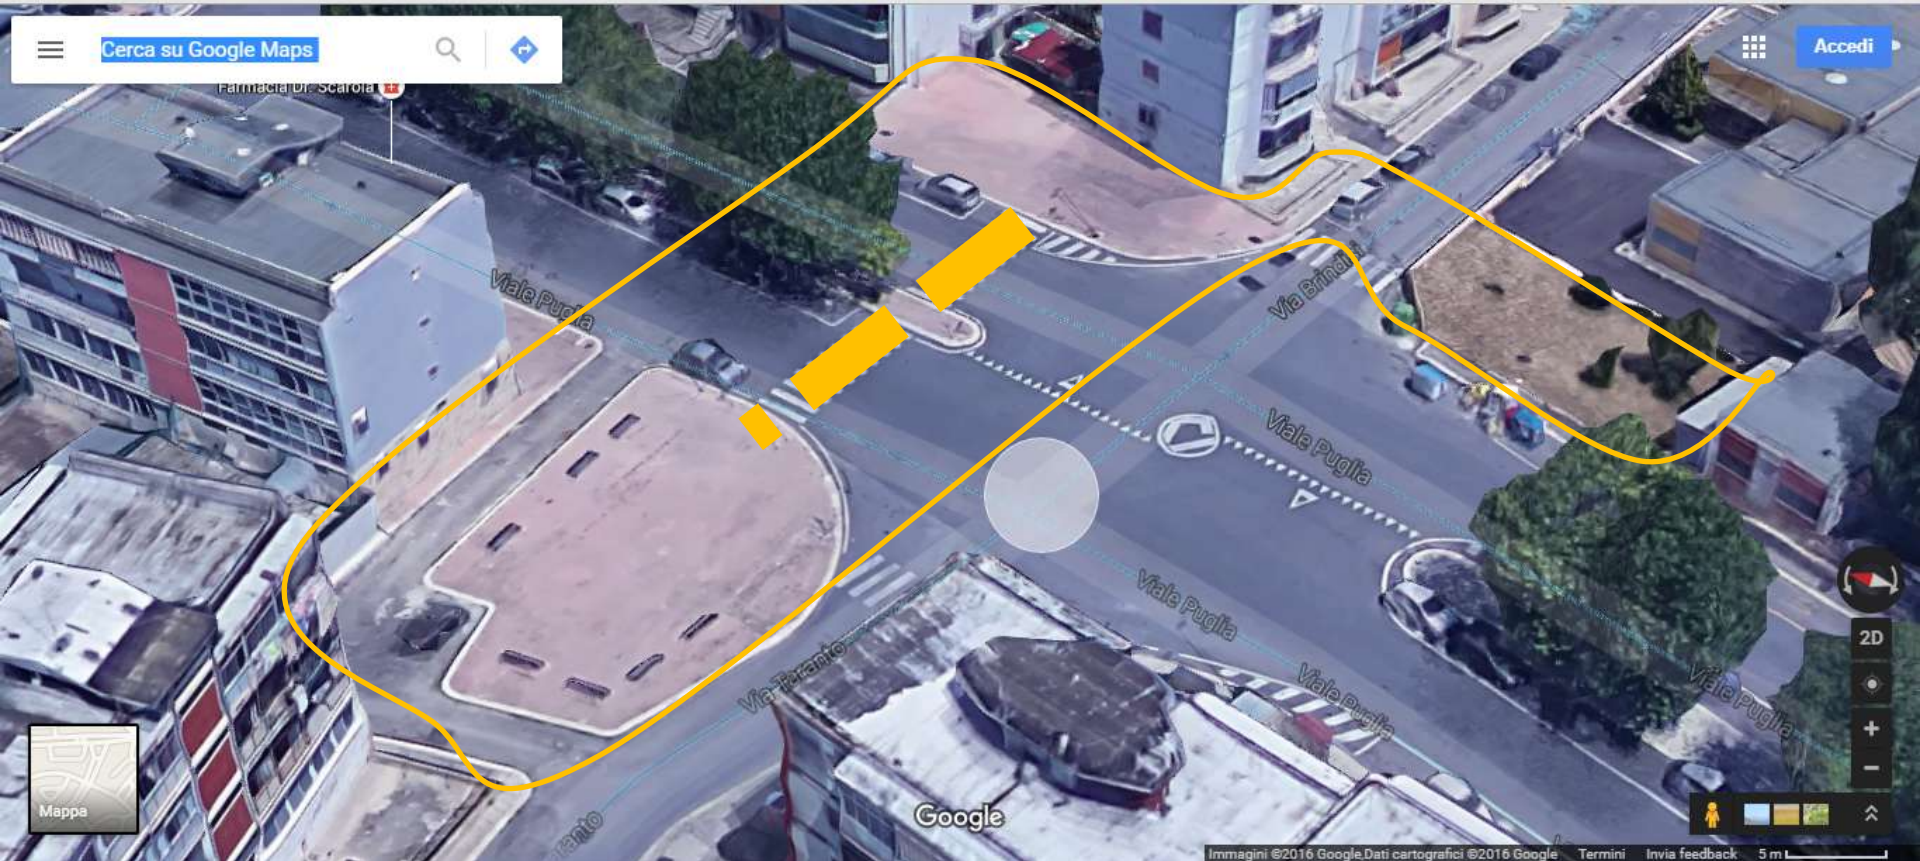 Cerca su Google Maps
Accedi
Farmacia Dr. Scarola
Viale Puglia
Via Brindisi
Viale Puglia
Viale Puglia
Via Taranto
Viale Puglia
Viale Puglia
2D
Mappa
Google
Immagini ©2016 Google, Dati cartografici ©2016 Google Termini Invia feedback 5 m